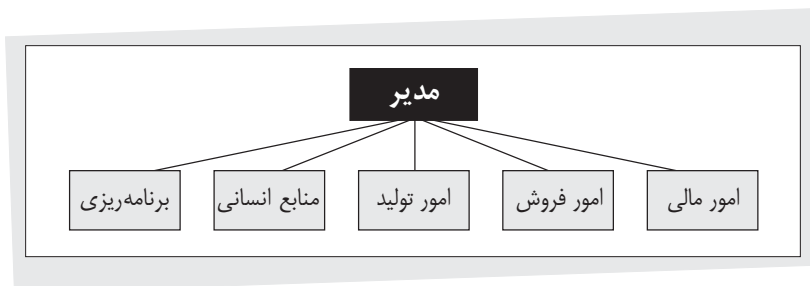 مدیر
امور مالی
امور فروش
امور تولید
منابع انسانی
برنامه‌ریزی